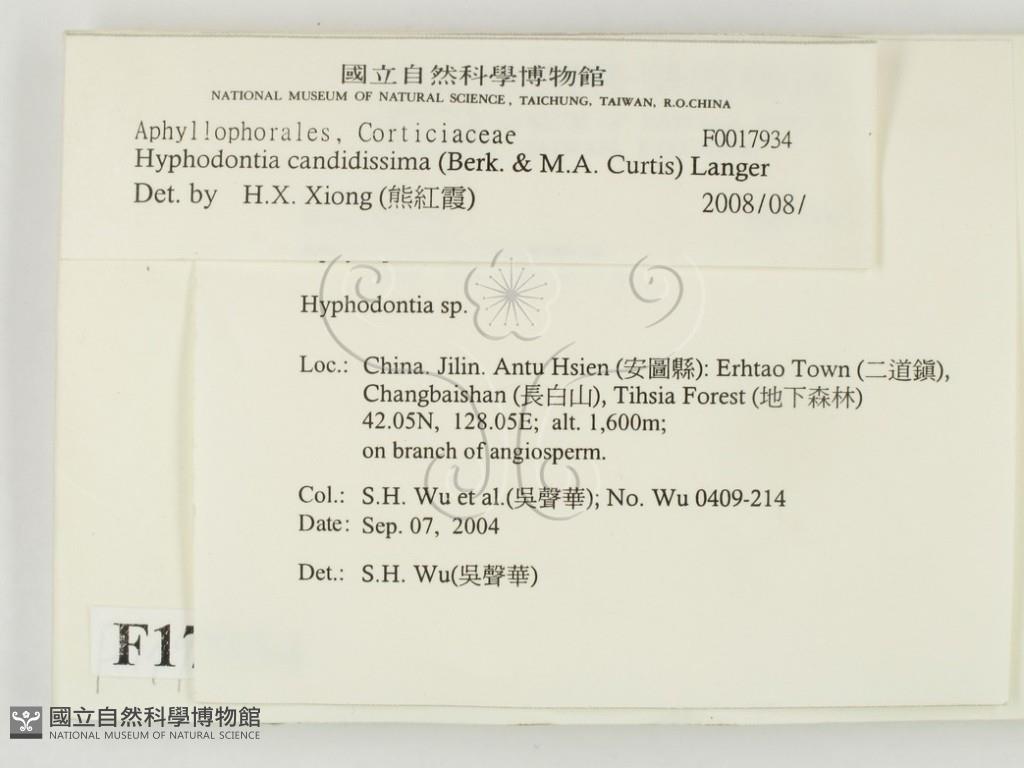 國立自然科學博物館
NATIONAL MUSEUM OF NATURAL SCIENCE, TAICHUNG, TAIWAN, R.O.CHINA
Aphyllophorales, Corticiaceae F0017934
Hyphodontia candidissima (Berk. & M.A. Curtis) Langer
Det. by H.X. Xiong (熊紅霞) 2008/08/
Hyphodontia sp.
Loc.: China. Jilin. Antu Hsien (安圖縣): Erhtao Town (二道鎮),
Changbaishan (長白山), Tihsia Forest (地下森林)
42.05N, 128.05E; alt. 1,600m;
on branch of angiosperm.
Col.: S.H. Wu et al.(吳聲華); No. Wu 0409-214
Date: Sep. 07, 2004
Det.: S.H. Wu(吳聲華)
F17
國立自然科學博物館
NATIONAL MUSEUM OF NATURAL SCIENCE